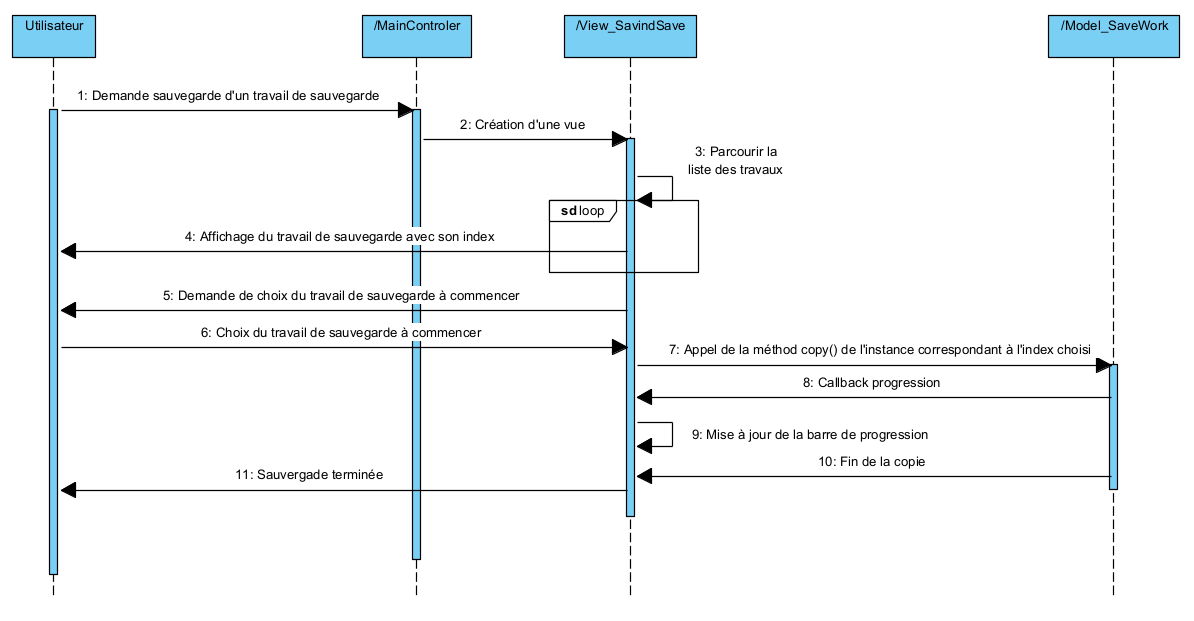 Utilisateur
/MainControler
/View_SavindSave
/Model_SaveWork
1: Demande sauvegarde d'un travail de sauvegarde
2: Création d'une vue
3: Parcourir la
liste des travaux
sd loop
4: Affichage du travail de sauvegarde avec son index
5: Demande de choix du travail de sauvegarde à commencer
6: Choix du travail de sauvegarde à commencer
7: Appel de la méthod copy() de l'instance correspondant à l'index choisi
8: Callback progression
9: Mise à jour de la barre de progression
10: Fin de la copie
11: Sauvergade terminée